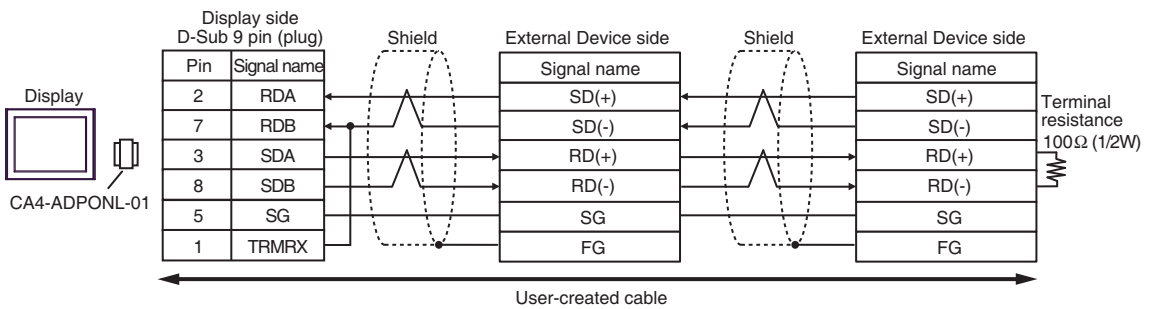 Display side
D-Sub 9 pin (plug)
Shield
External Device side
Shield
External Device side
Pin Signal name
Signal name
Signal name
Display
2 RDA
SD(+)
SD(+)
Terminal
resistance
100Ω (1/2W)
7 RDB
SD(-)
SD(-)
3 SDA
RD(+)
RD(+)
8 SDB
RD(-)
RD(-)
CA4-ADPONL-01
5 SG
SG
SG
1 TRMRX
FG
FG
User-created cable